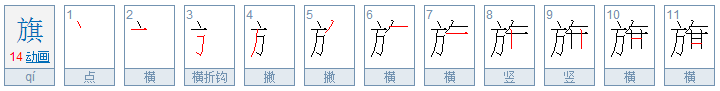 旗 1 2 3 4 5 6 7 8 9 10 11
14 动画
qí 点 横 横折钩 撇 撇 横 横 竖 竖 横 横